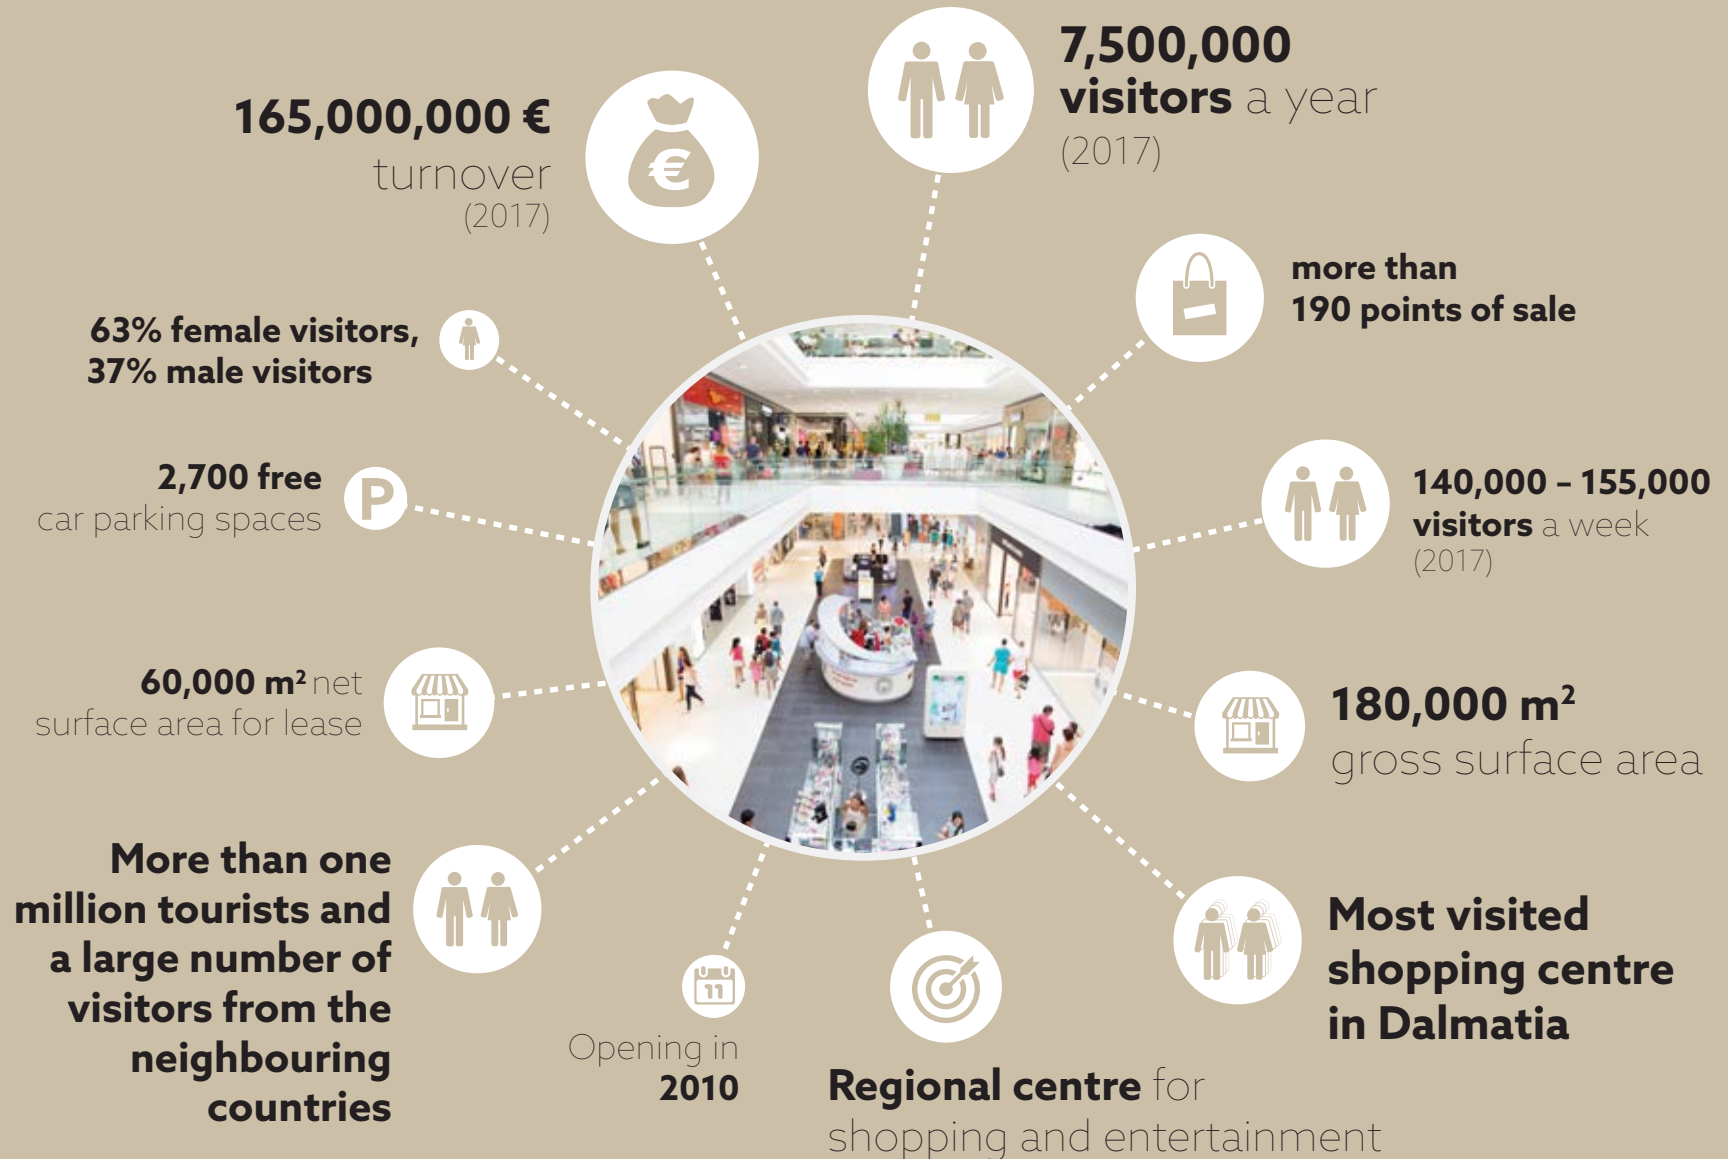 7,500,000
visitors a year
(2017)
165,000,000 €
turnover
(2017)
€
more than
190 points of sale
63% female visitors,
37% male visitors
2,700 free
car parking spaces
P
140,000 – 155,000
visitors a week
(2017)
60,000 m² net
surface area for lease
180,000 m²
gross surface area
More than one
million tourists and
a large number of
visitors from the
neighbouring
countries
11
Opening in
2010
Regional centre for
shopping and entertainment
Most visited
shopping centre
in Dalmatia